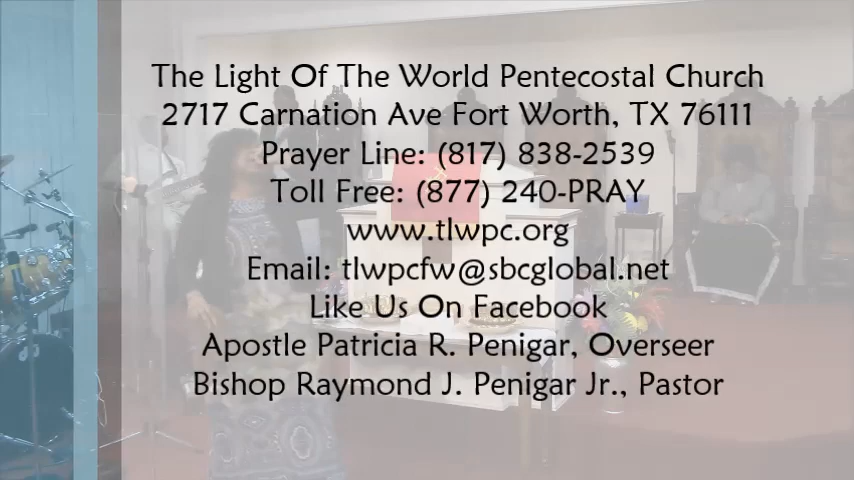 The Light Of The World Pentecostal Church
2717 Carnation Ave Fort Worth, TX 76111
Prayer Line: (817) 838-2539
Toll Free: (877) 240-PRAY
www.tlwpc.org
Email: tlwpcfw@sbcglobal.net
Like Us On Facebook
Apostle Patricia R. Penigar, Overseer
Bishop Raymond J. Penigar Jr., Pastor